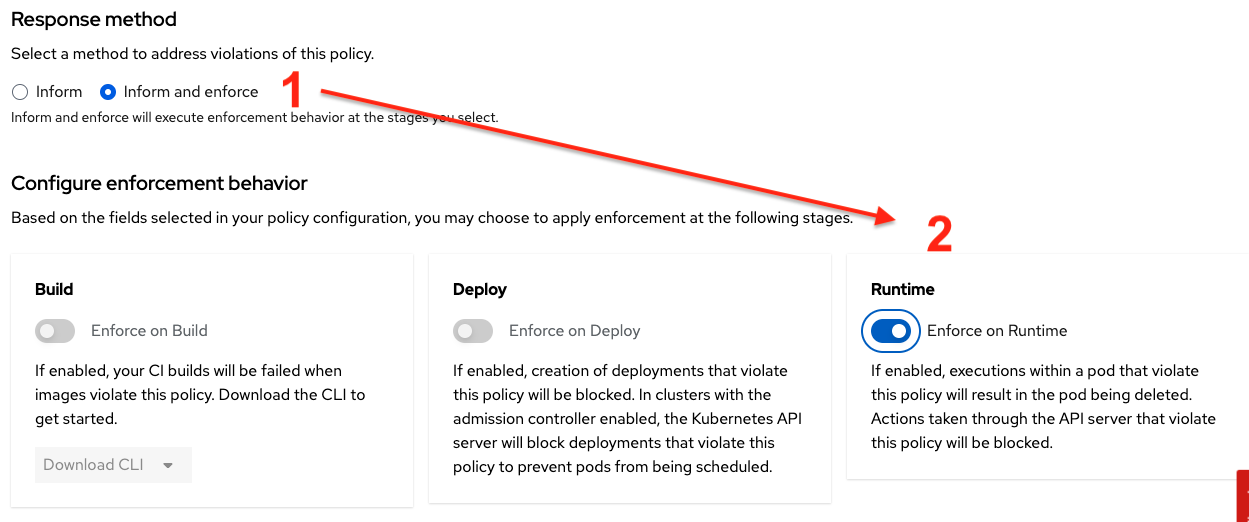 Response method
Select a method to address violations of this policy.
Inform
Inform and enforce
1
Inform and enforce will execute enforcement behavior at the stages you select.
Configure enforcement behavior
Based on the fields selected in your policy configuration, you may choose to apply enforcement at the following stages.
2
Build
Enforce on Build
If enabled, your CI builds will be failed when
images violate this policy. Download the CLI to
get started.
Download CLI
Deploy
Enforce on Deploy
If enabled, creation of deployments that violate
this policy will be blocked. In clusters with the
admission controller enabled, the Kubernetes API
server will block deployments that violate this
policy to prevent pods from being scheduled.
Runtime
Enforce on Runtime
If enabled, executions within a pod that violate
this policy will result in the pod being deleted.
Actions taken through the API server that violate
this policy will be blocked.